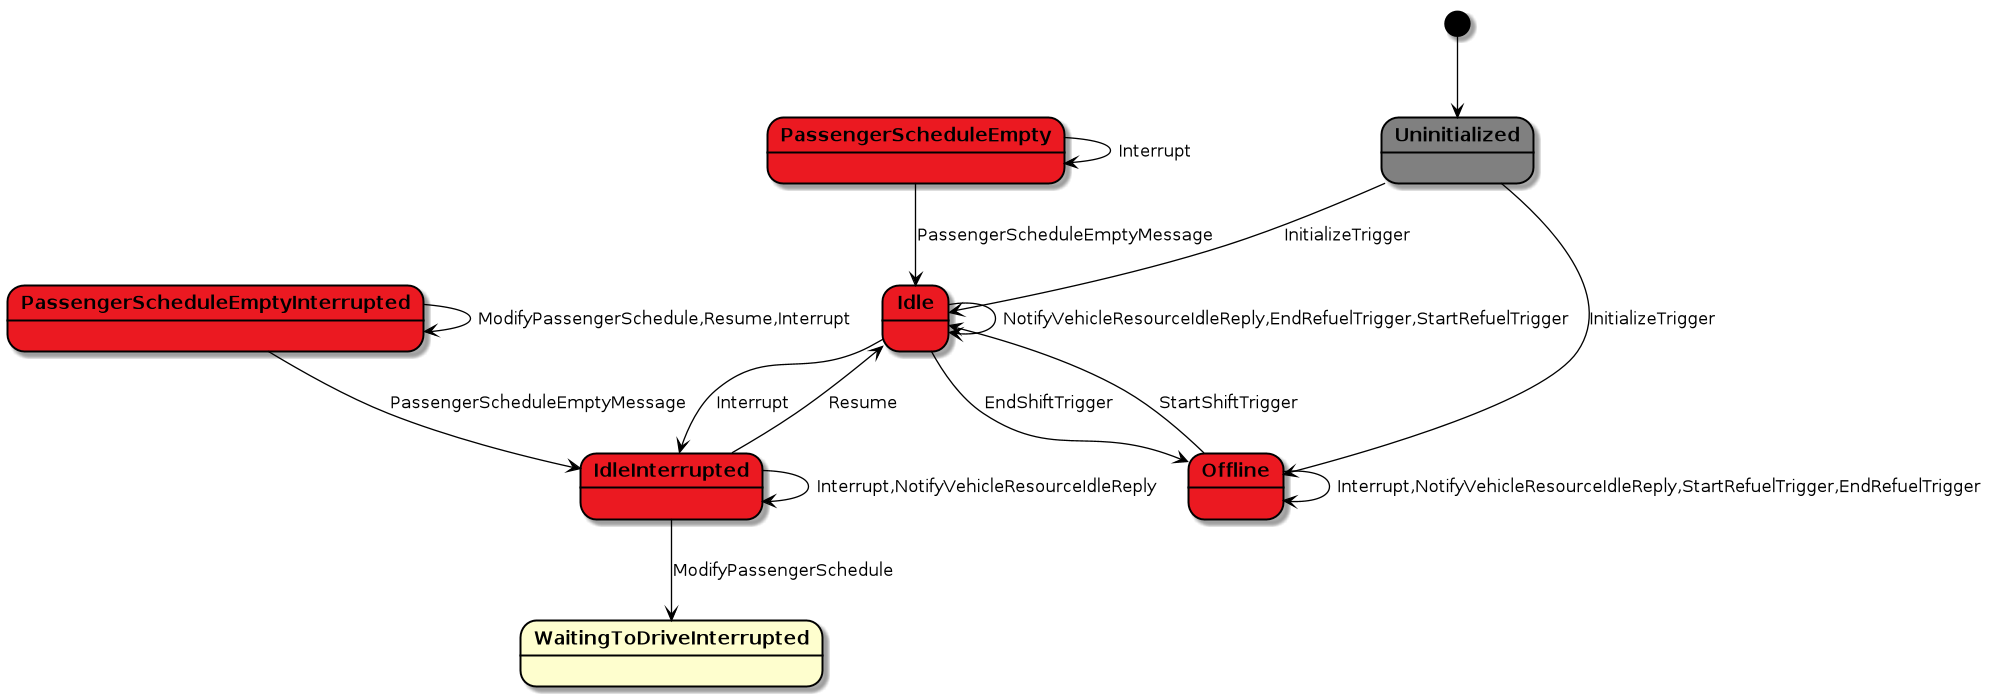 PassengerScheduleEmpty
Uninitialized
Interrupt
PassengerScheduleEmptyMessage
InitializeTrigger
PassengerScheduleEmptyInterrupted
ModifyPassengerSchedule,Resume,Interrupt
Idle
NotifyVehicleResourceIdleReply,EndRefuelTrigger,StartRefuelTrigger
InitializeTrigger
PassengerScheduleEmptyMessage
Interrupt
Resume
EndShiftTrigger
StartShiftTrigger
IdleInterrupted
Interrupt,NotifyVehicleResourceIdleReply
Offline
Interrupt,NotifyVehicleResourceIdleReply,StartRefuelTrigger,EndRefuelTrigger
ModifyPassengerSchedule
WaitingToDriveInterrupted